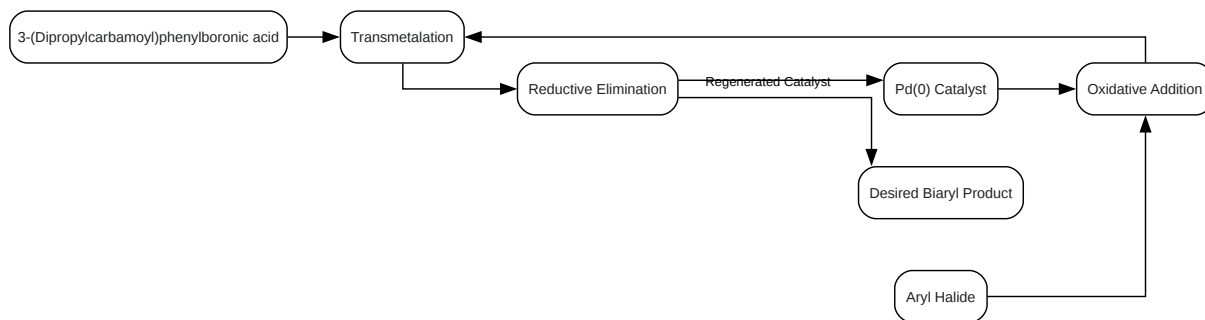 3-(Dipropylcarbamoyl)phenylboronic acid
Transmetalation
Reductive Elimination
Regenerated Catalyst
Pd(0) Catalyst
Oxidative Addition
Desired Biaryl Product
Aryl Halide